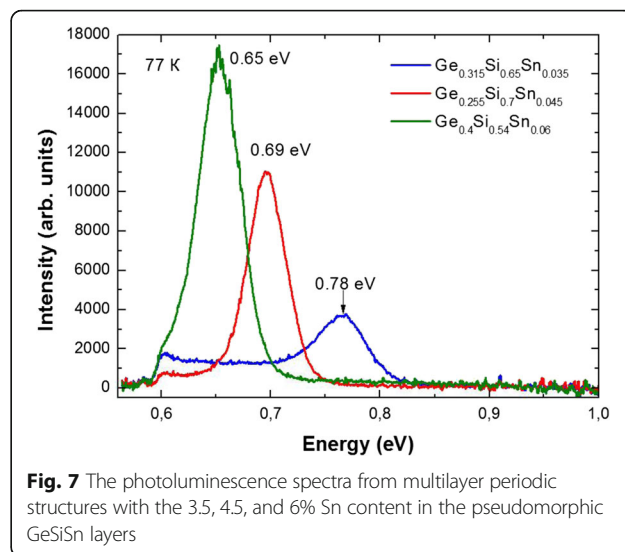 77 K
0.65 eV
0.69 eV
0.78 eV
Ge0.315Si0.65Sn0.035
Ge0.255Si0.7Sn0.045
Ge0.4Si0.54Sn0.06
Intensity (arb. units)
18000
16000
14000
12000
10000
8000
6000
4000
2000
0
0,6 0,7 0,8 0,9 1,0
Energy (eV)
Fig. 7 The photoluminescence spectra from multilayer periodic
structures with the 3.5, 4.5, and 6% Sn content in the pseudomorphic
GeSiSn layers